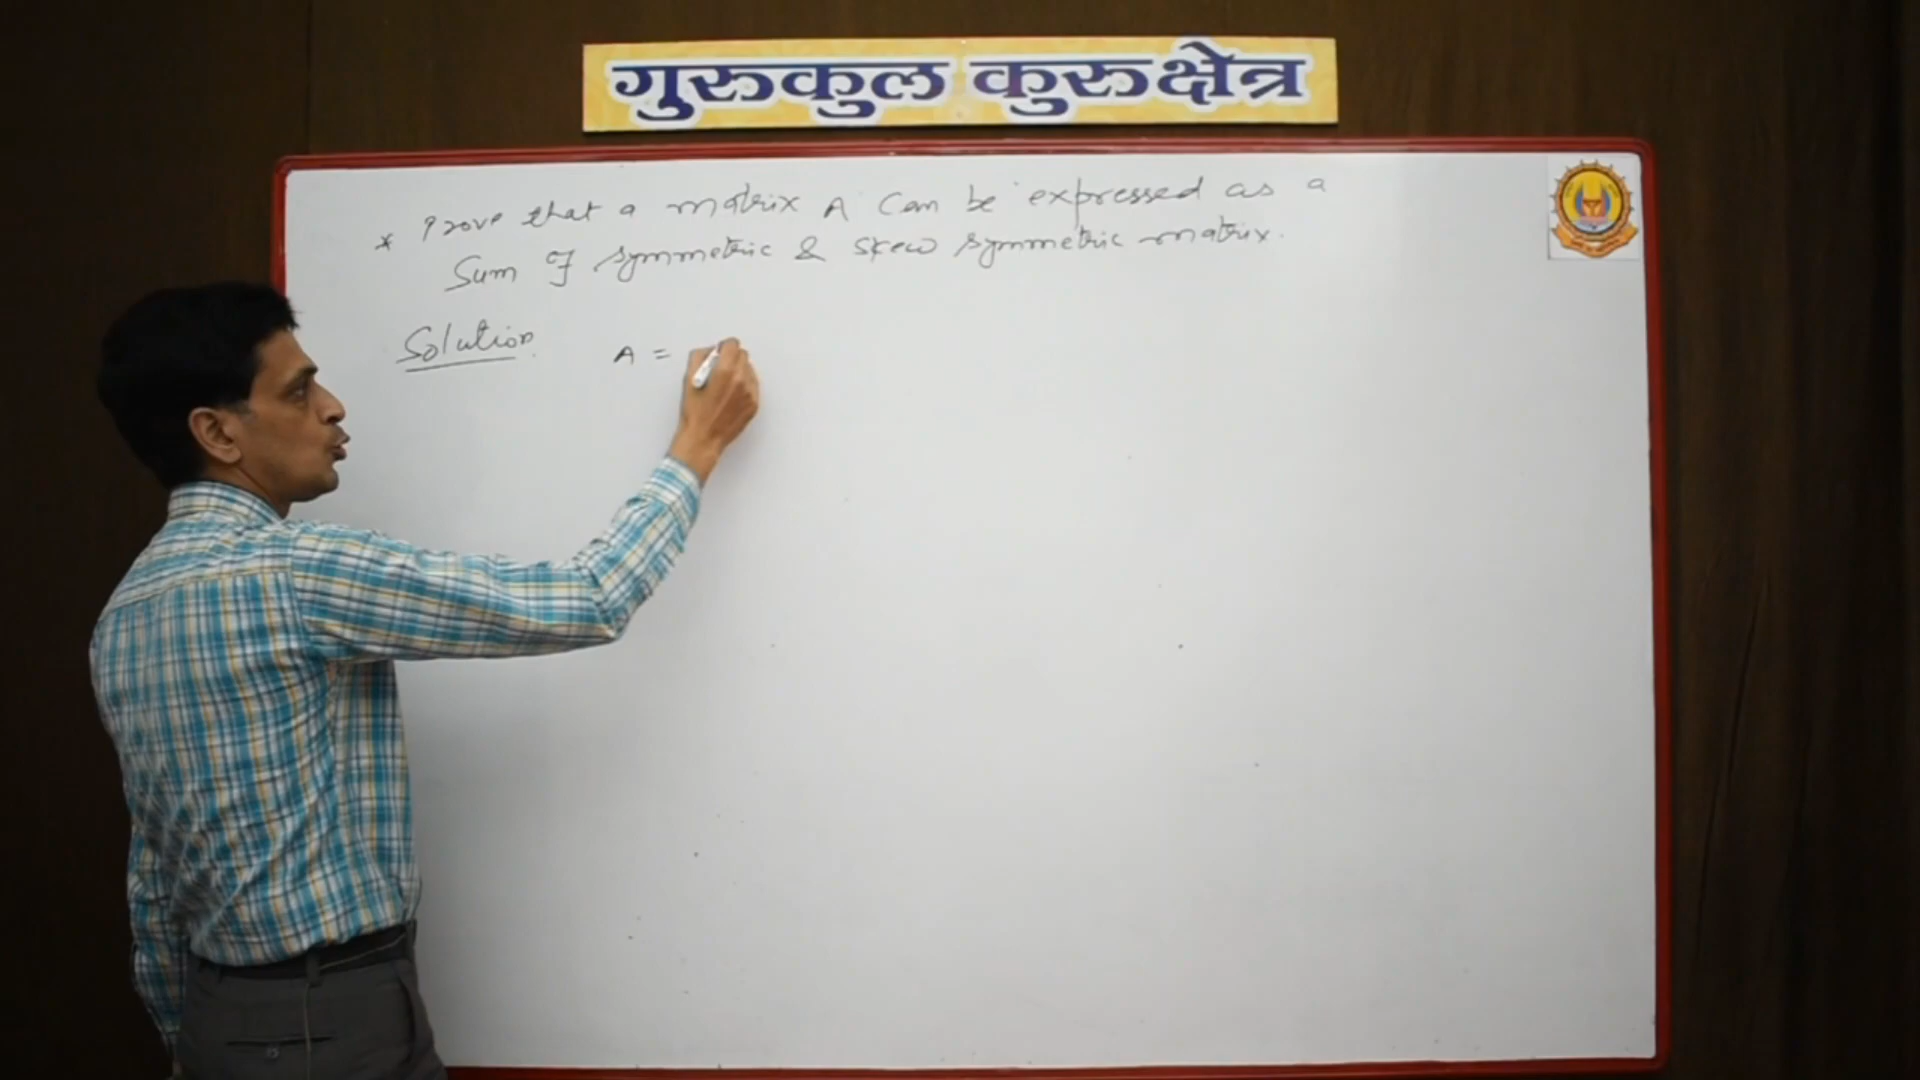 गुरुकुल कुरुक्षेत्र
* Prove that a matrix A can be expressed as a
Sum of symmetric & skew symmetric matrix.
Solution. A =